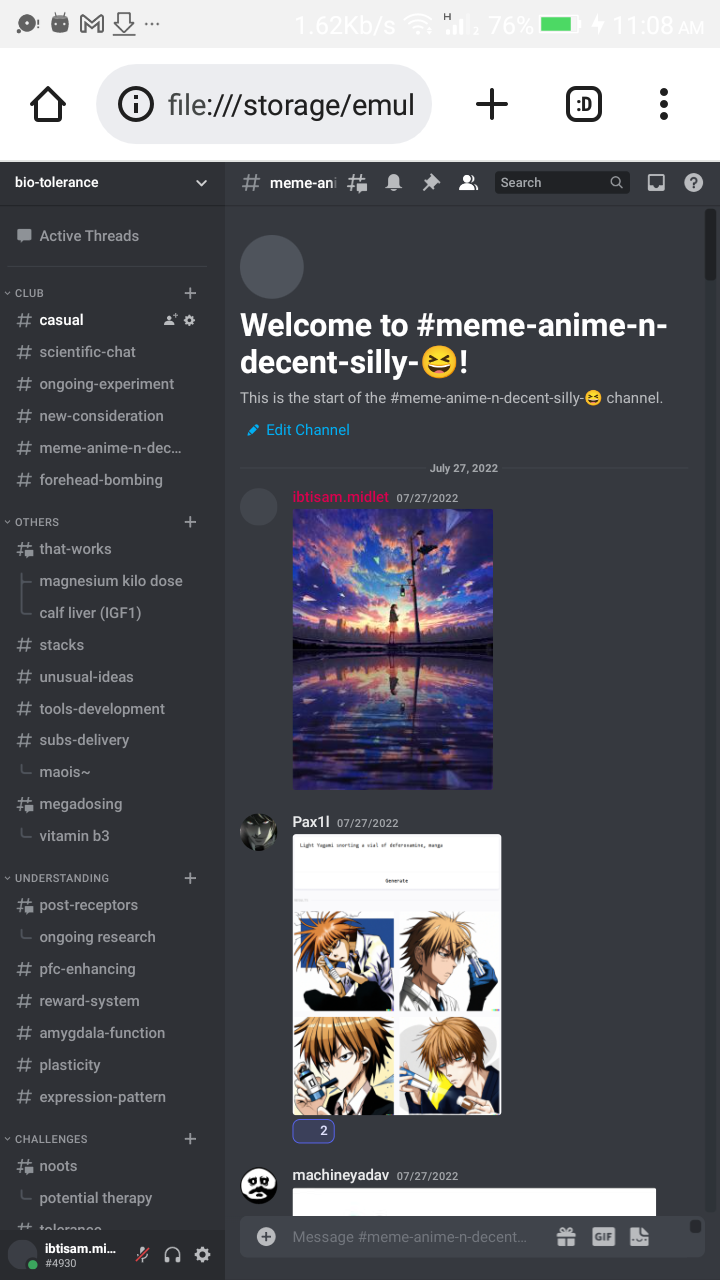 1.62Kb/s H 2 76% 11:08 AM
file:///storage/emul
:D
bio-tolerance
meme-ani
Search
Active Threads
CLUB
casual
scientific-chat
ongoing-experiment
new-consideration
meme-anime-n-dec...
forehead-bombing
OTHERS
that-works
magnesium kilo dose
calf liver (IGF1)
stacks
unusual-ideas
tools-development
subs-delivery
maois~
megadosing
vitamin b3
UNDERSTANDING
post-receptors
ongoing research
pfc-enhancing
reward-system
amygdala-function
plasticity
expression-pattern
CHALLENGES
noots
potential therapy
tolerance
ibtisam.mi...
#4930
Welcome to #meme-anime-n-
decent-silly-😆!
This is the start of the #meme-anime-n-decent-silly-😆 channel.
Edit Channel
July 27, 2022
ibtisam.midlet 07/27/2022
Pax1l 07/27/2022
Light Yagami snorting a vial of deferoxamine, manga
Generate
2
machineyadav 07/27/2022
Message #meme-anime-n-decent...
GIF